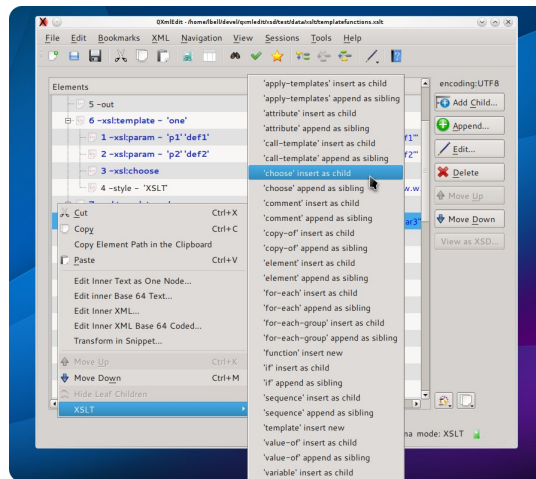 QXmlEdit - /home/lbell/devel/qxmledit/xsd/test/data/xslt/templatefunctions.xslt
File Edit Bookmarks XML Navigation View Sessions Tools Help
Elements
5 -out
6 -xsl:template - 'one'
1 -xsl:param - 'p1' 'def1'
2 -xsl:param - 'p2' 'def2'
3 -xsl:choose
4 -style - 'XSLT'
f1"'
f2"'
w.w
ar3"
Cut Ctrl+X
Copy Ctrl+C
Copy Element Path in the Clipboard
Paste Ctrl+V
Edit Inner Text as One Node...
Edit inner Base 64 Text...
Edit Inner XML...
Edit Inner XML Base 64 Coded...
Transform in Snippet...
Move Up Ctrl+K
Move Down Ctrl+M
Hide Leaf Children
XSLT
'apply-templates' insert as child
'apply-templates' append as sibling
'attribute' insert as child
'attribute' append as sibling
'call-template' insert as child
'call-template' append as sibling
'choose' insert as child
'choose' append as sibling
'comment' insert as child
'comment' append as sibling
'copy-of' insert as child
'copy-of' append as sibling
'element' insert as child
'element' append as sibling
'for-each' insert as child
'for-each' append as sibling
'for-each-group' insert as child
'for-each-group' append as sibling
'function' insert new
'if' insert as child
'if' append as sibling
'sequence' insert as child
'sequence' append as sibling
'template' insert new
'value-of' insert as child
'value-of' append as sibling
'variable' insert as child
encoding:UTF8
Add Child...
Append...
Edit...
Delete
Move Up
Move Down
View as XSD...
ma mode: XSLT